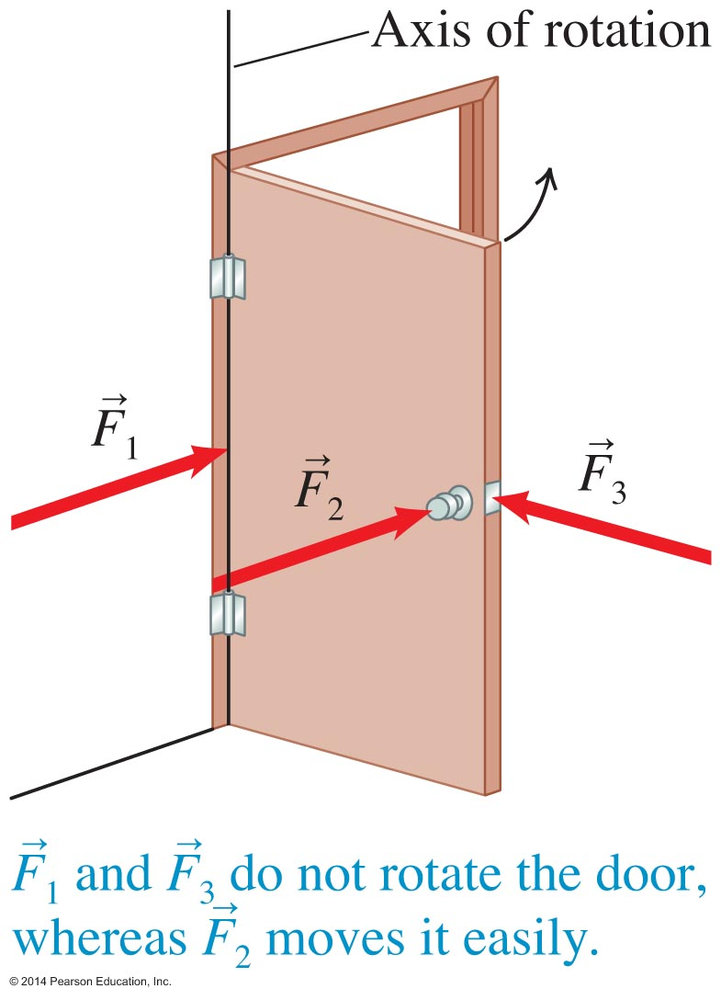 Axis of rotation
F⃗₁
F⃗₂
F⃗₃
F⃗₁ and F⃗₃ do not rotate the door,
whereas F⃗₂ moves it easily.
© 2014 Pearson Education, Inc.